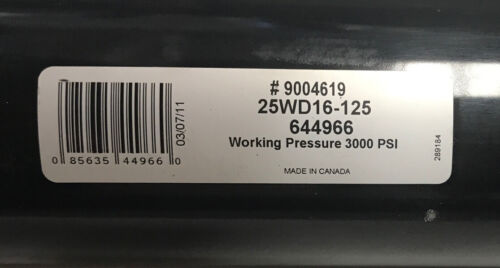 # 9004619
25WD16-125
644966
Working Pressure 3000 PSI
MADE IN CANADA
0 85635 44966 0
03/07/11
289184